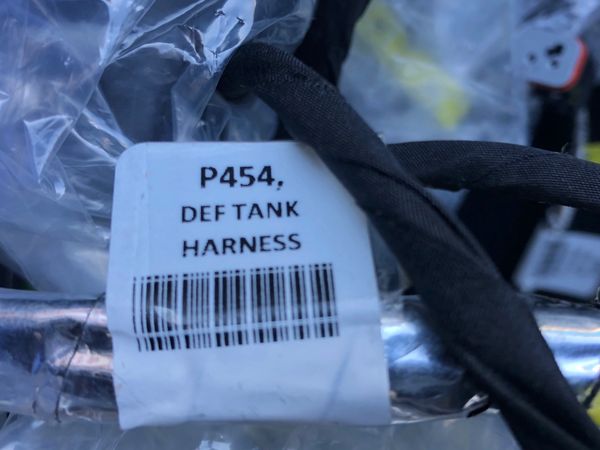 P454,
DEF TANK
HARNESS